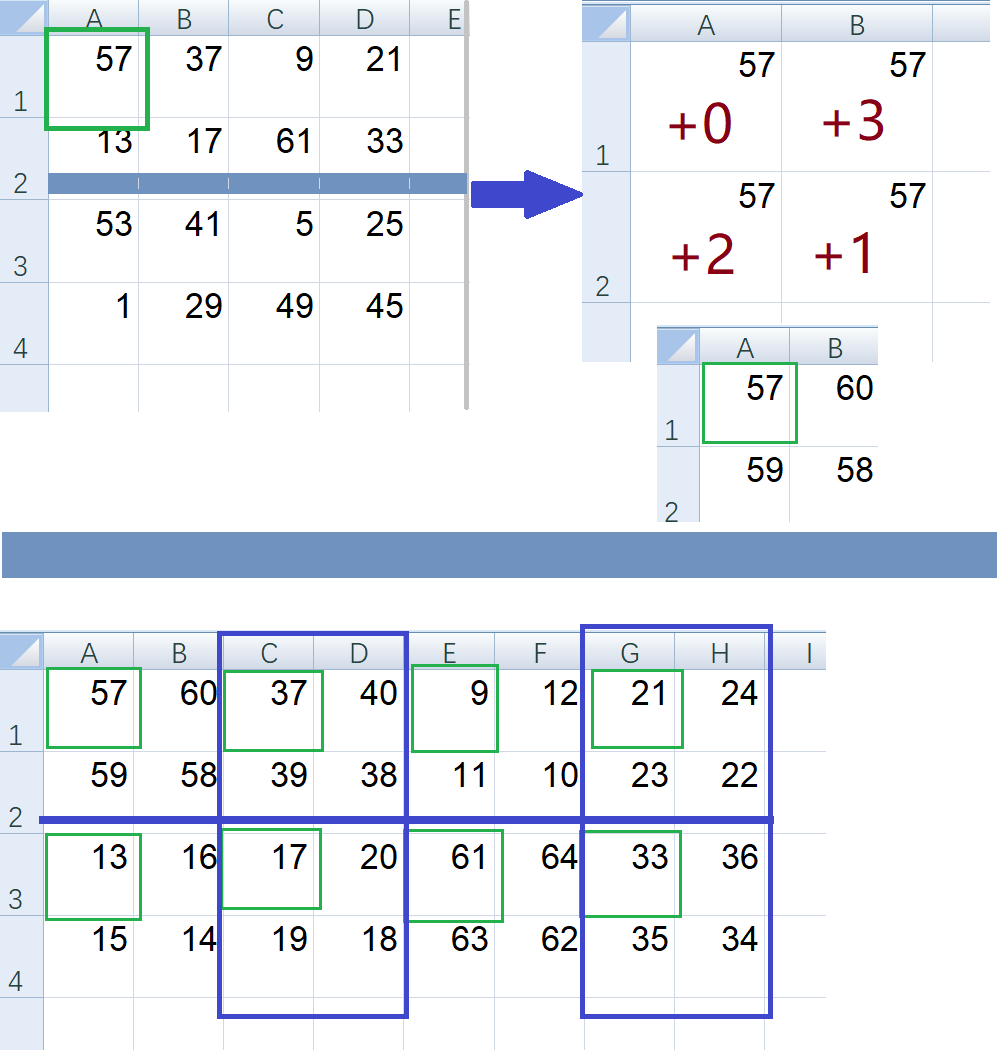 A B C D E
1 57 37 9 21
2 13 17 61 33
3 53 41 5 25
4 1 29 49 45
A B
57 57
1 +0 +3
57 57
2 +2 +1
A B
1 57 60
2 59 58
A B C D E F G H I
1 57 60 37 40 9 12 21 24
2 59 58 39 38 11 10 23 22
3 13 16 17 20 61 64 33 36
4 15 14 19 18 63 62 35 34